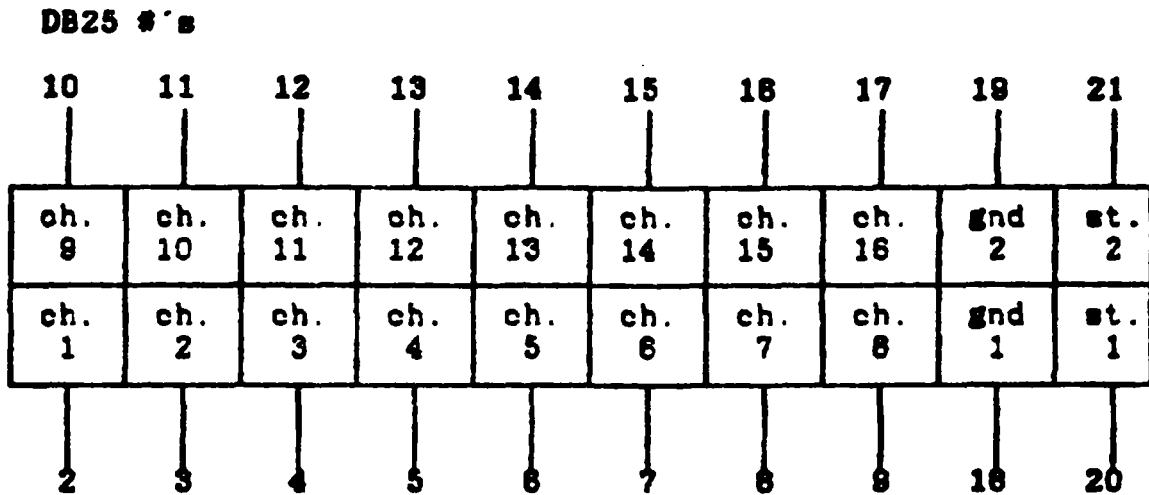 DB25 #'s
10 11 12 13 14 15 16 17 19 21
ch. ch. ch. ch. ch. ch. ch. ch. gnd st.
9 10 11 12 13 14 15 16 2 2
ch. ch. ch. ch. ch. ch. ch. ch. gnd st.
1 2 3 4 5 6 7 8 1 1
2 3 4 5 6 7 8 9 18 20